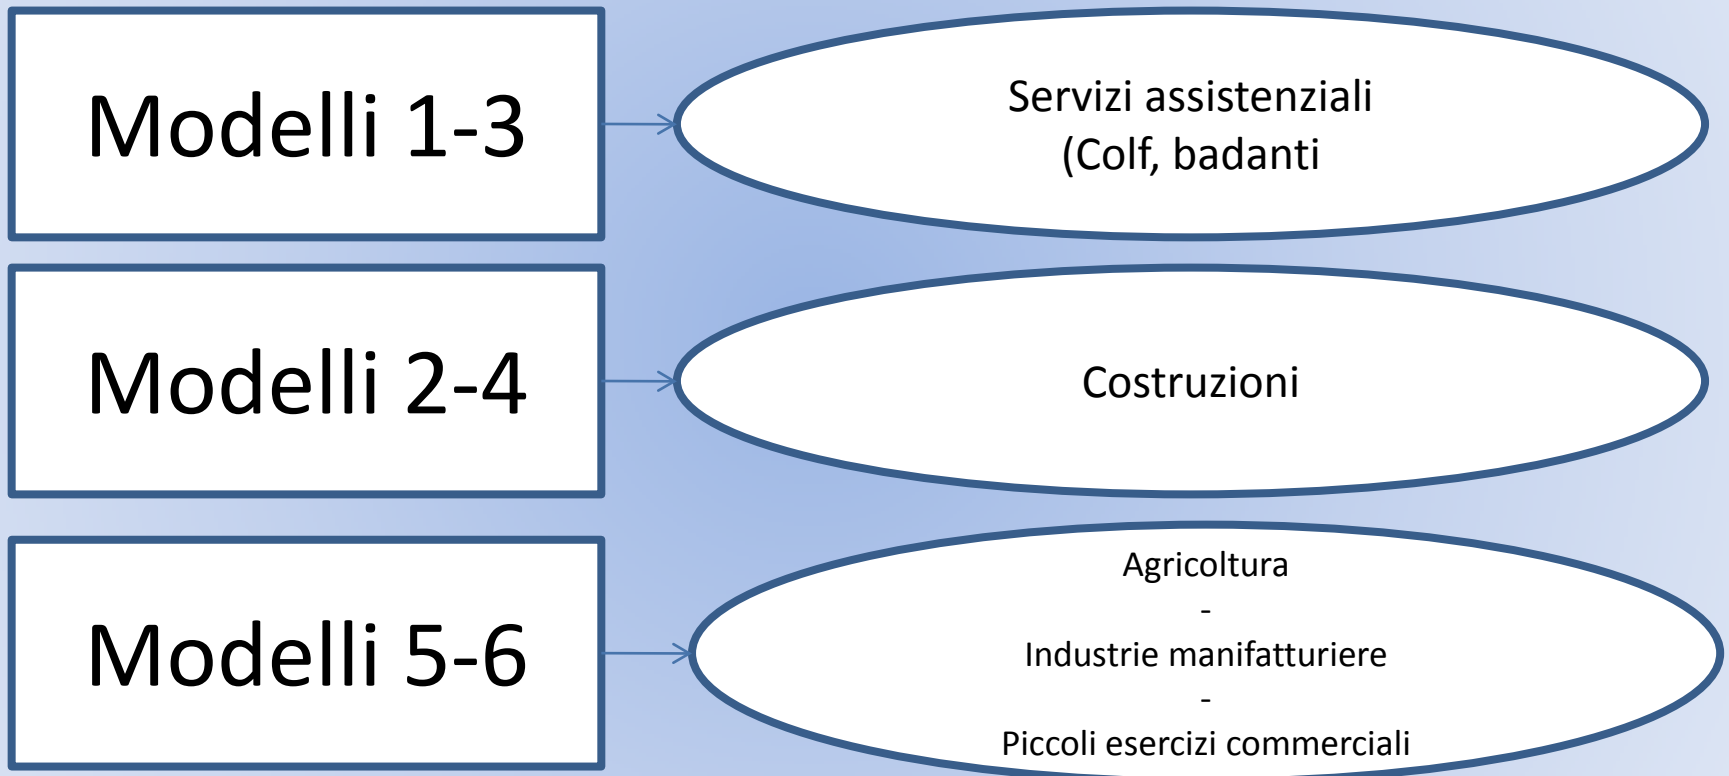 Modelli 1-3
Servizi assistenziali
(Colf, badanti
Modelli 2-4
Costruzioni
Modelli 5-6
Agricoltura
-
Industrie manifatturiere
-
Piccoli esercizi commerciali